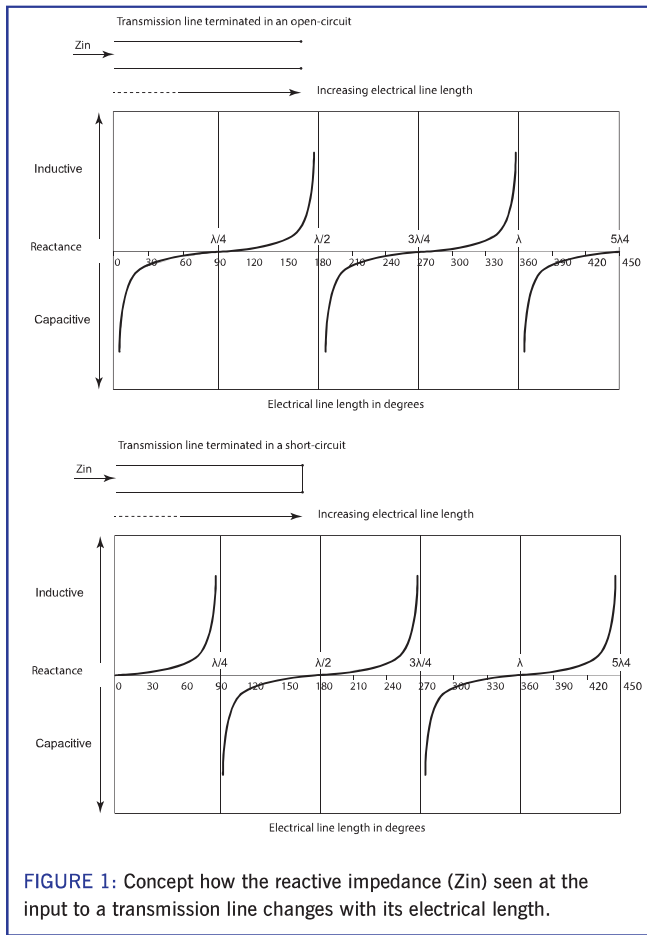 Transmission line terminated in an open-circuit
Zin
Increasing electrical line length
Inductive
Reactance
Capacitive
λ/4 λ/2 3λ/4 λ 5λ4
0 30 60 90 120 150 180 210 240 270 300 330 360 390 420 450
Electrical line length in degrees
Transmission line terminated in a short-circuit
Zin
Increasing electrical line length
Inductive
Reactance
Capacitive
λ/4 λ/2 3λ/4 λ 5λ4
0 30 60 90 120 150 180 210 240 270 300 330 360 390 420 450
Electrical line length in degrees
FIGURE 1: Concept how the reactive impedance (Zin) seen at the
input to a transmission line changes with its electrical length.